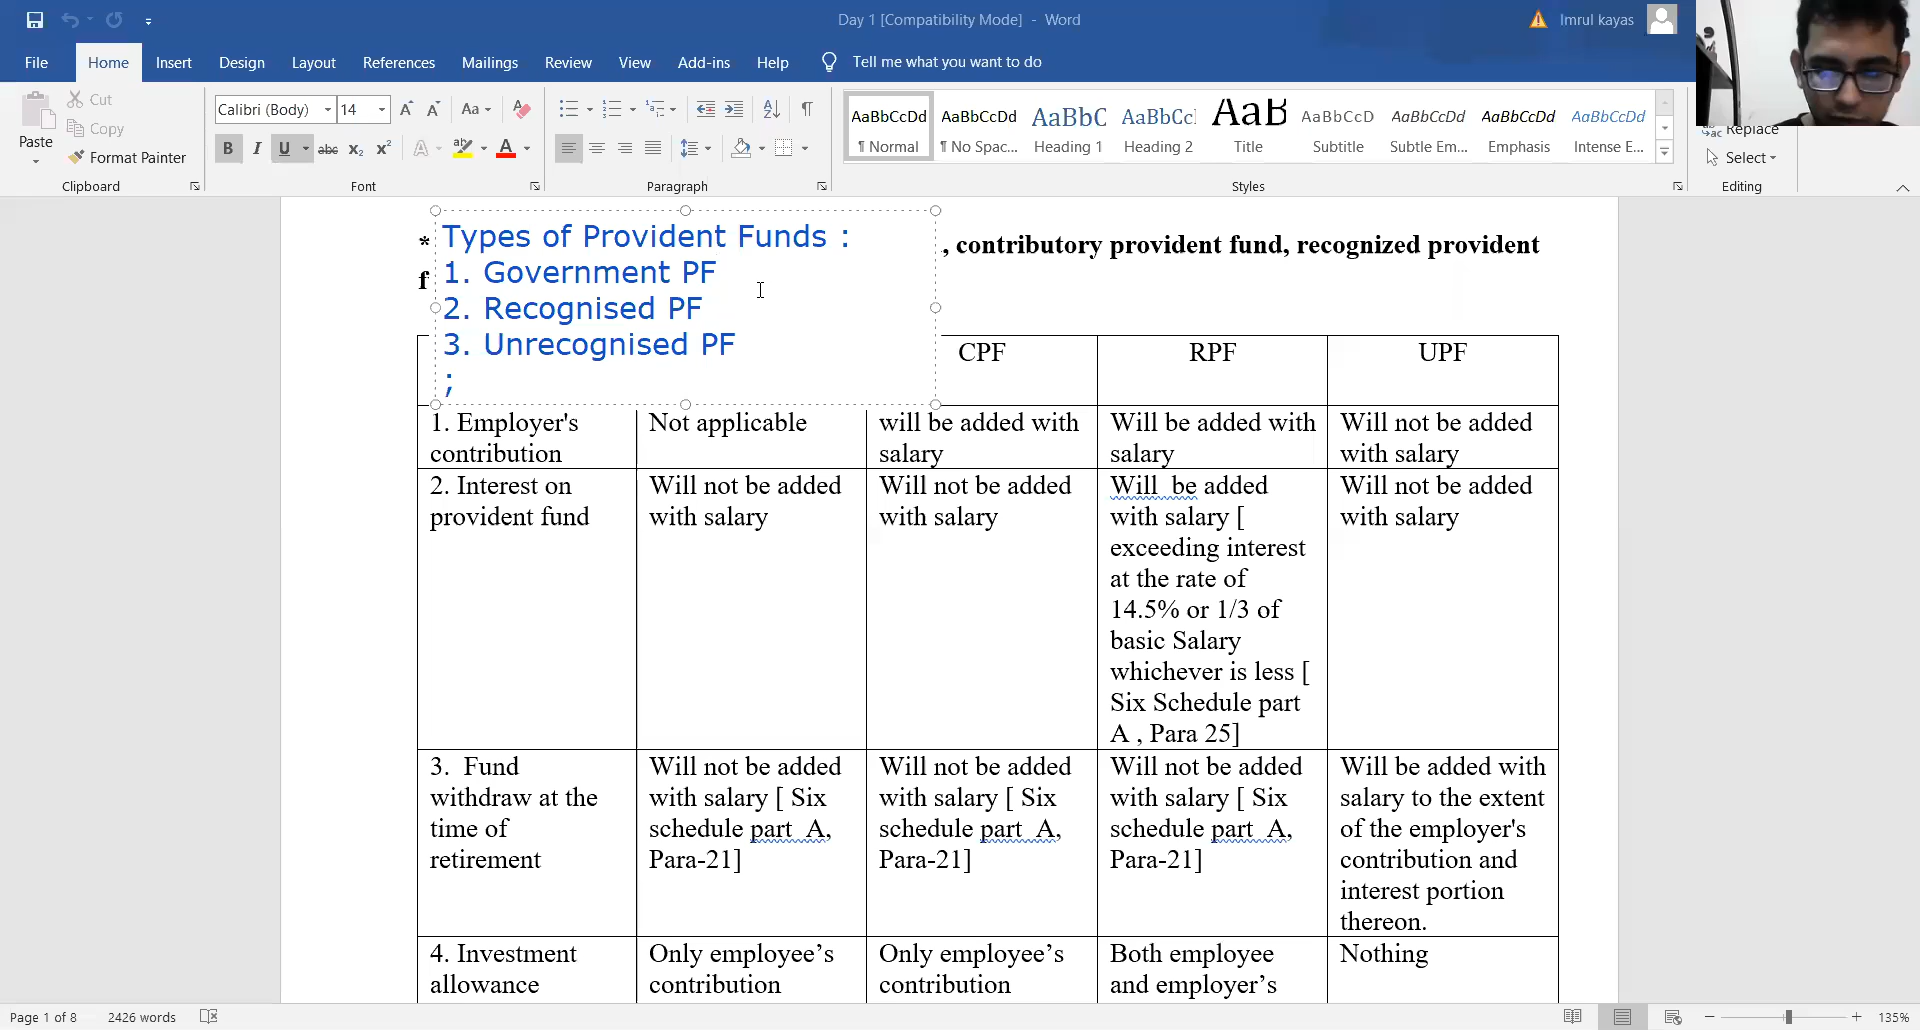 Day 1 [Compatibility Mode] - Word
Imrul kayas
File Home Insert Design Layout References Mailings Review View Add-ins Help Tell me what you want to do
Paste
Cut
Copy
Format Painter
Clipboard
Calibri (Body) 14
Aa
B I U abc x₂ x² A A
Font
Paragraph
AaBbCcDd AaBbCcDd AaBbC AaBbCcI AaB AaBbCcD AaBbCcDd AaBbCcDd AaBbCcDd
¶ Normal ¶ No Spac... Heading 1 Heading 2 Title Subtitle Subtle Em... Emphasis Intense E...
Styles
Replace
Select
Editing
* , contributory provident fund, recognized provident
f
Types of Provident Funds :
1. Government PF
2. Recognised PF
3. Unrecognised PF
;
CPF RPF UPF
1. Employer's
contribution
Not applicable
will be added with
salary
Will be added with
salary
Will not be added
with salary
2. Interest on
provident fund
Will not be added
with salary
Will not be added
with salary
Will be added
with salary [
exceeding interest
at the rate of
14.5% or 1/3 of
basic Salary
whichever is less [
Six Schedule part
A , Para 25]
Will not be added
with salary
3. Fund
withdraw at the
time of
retirement
Will not be added
with salary [ Six
schedule part A,
Para-21]
Will not be added
with salary [ Six
schedule part A,
Para-21]
Will not be added
with salary [ Six
schedule part A,
Para-21]
Will be added with
salary to the extent
of the employer's
contribution and
interest portion
thereon.
4. Investment
allowance
Only employee’s
contribution
Only employee’s
contribution
Both employee
and employer’s
Nothing
Page 1 of 8 2426 words
135%